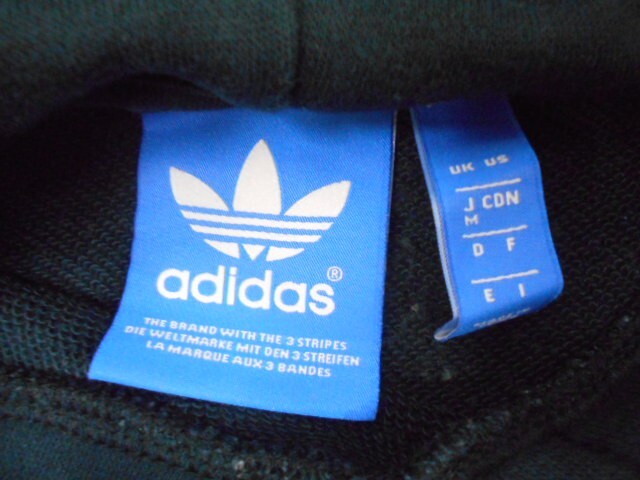 adidas®
THE BRAND WITH THE 3 STRIPES
DIE WELTMARKE MIT DEN 3 STREIFEN
LA MARQUE AUX 3 BANDES
UK US
J CDN
M
D F
E I